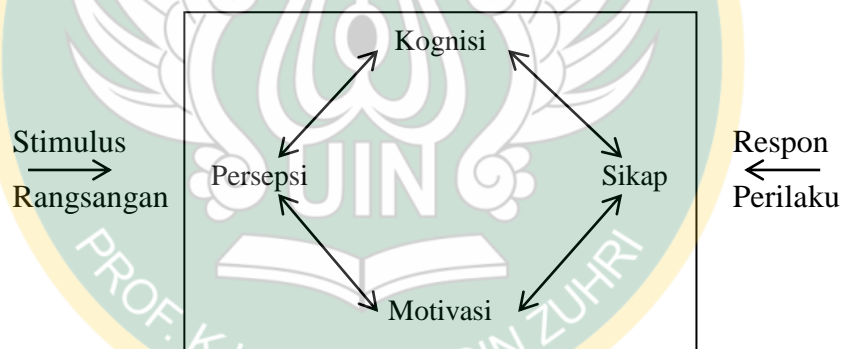 Kognisi
Stimulus
Respon
Persepsi
Sikap
Rangsangan
Perilaku
UIN
Motivasi
PROF. K.H.
ZUHRI